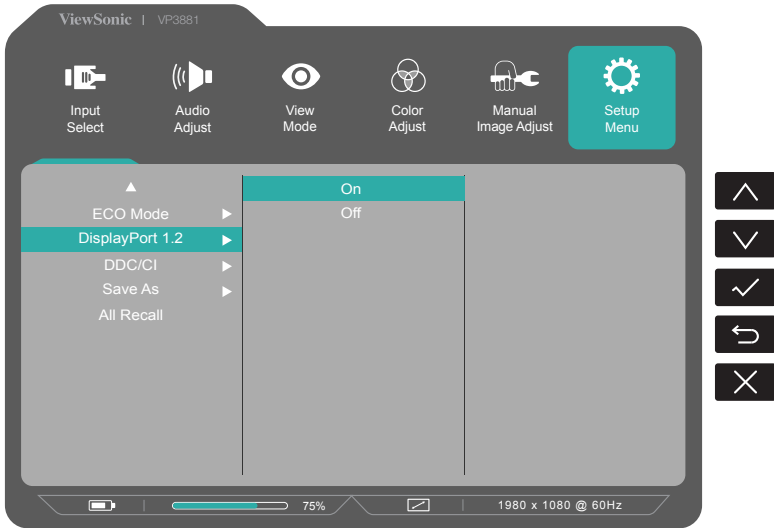 ViewSonic | VP3881
Input
Select
Audio
Adjust
View
Mode
Color
Adjust
Manual
Image Adjust
Setup
Menu
ECO Mode
DisplayPort 1.2
DDC/CI
Save As
All Recall
On
Off
75%
1980 x 1080 @ 60Hz